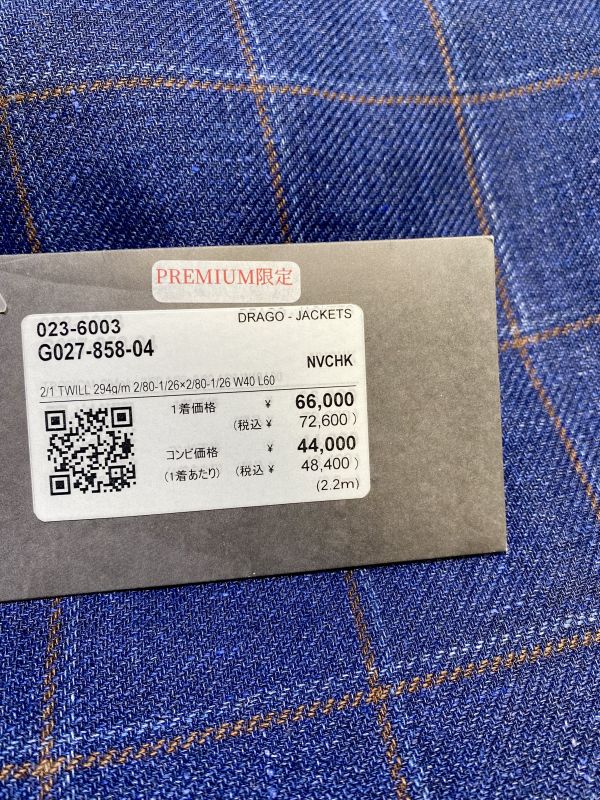 PREMIUM限定
023-6003
DRAGO - JACKETS
G027-858-04
NVCHK
2/1 TWILL 294g/m 2/80-1/26×2/80-1/26 W40 L60
1着価格 ¥ 66,000
(税込 ¥ 72,600 )
コンビ価格 ¥ 44,000
(1着あたり) (税込 ¥ 48,400 )
(2.2m)